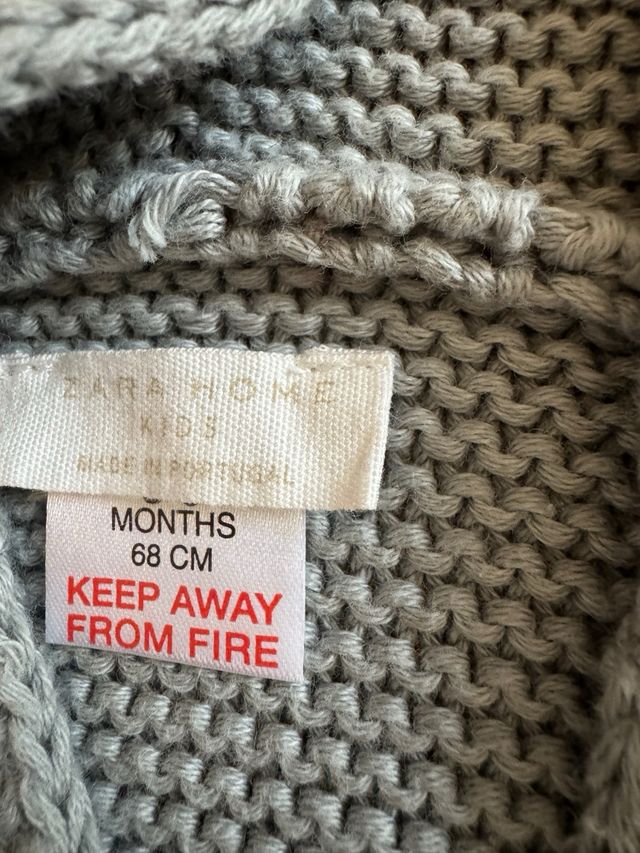 ZARA HOME
KIDS
MADE IN PORTUGAL
MONTHS
68 CM
KEEP AWAY
FROM FIRE